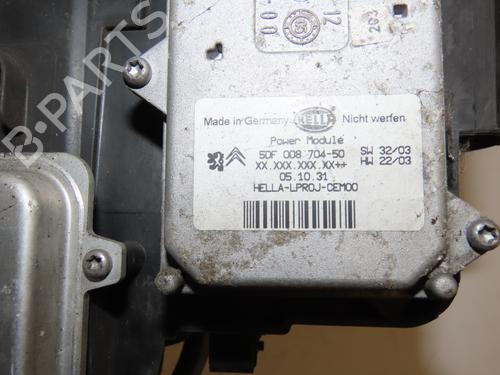 12
00
203
B-PARTS
Made in Germany HELLA Nicht werfen
Power Module
5DF 008 704-50 SW 32/03
XX.XXX.XXX.XX++ HW 22/03
05.10.31
HELLA-LPROJ-CEM00